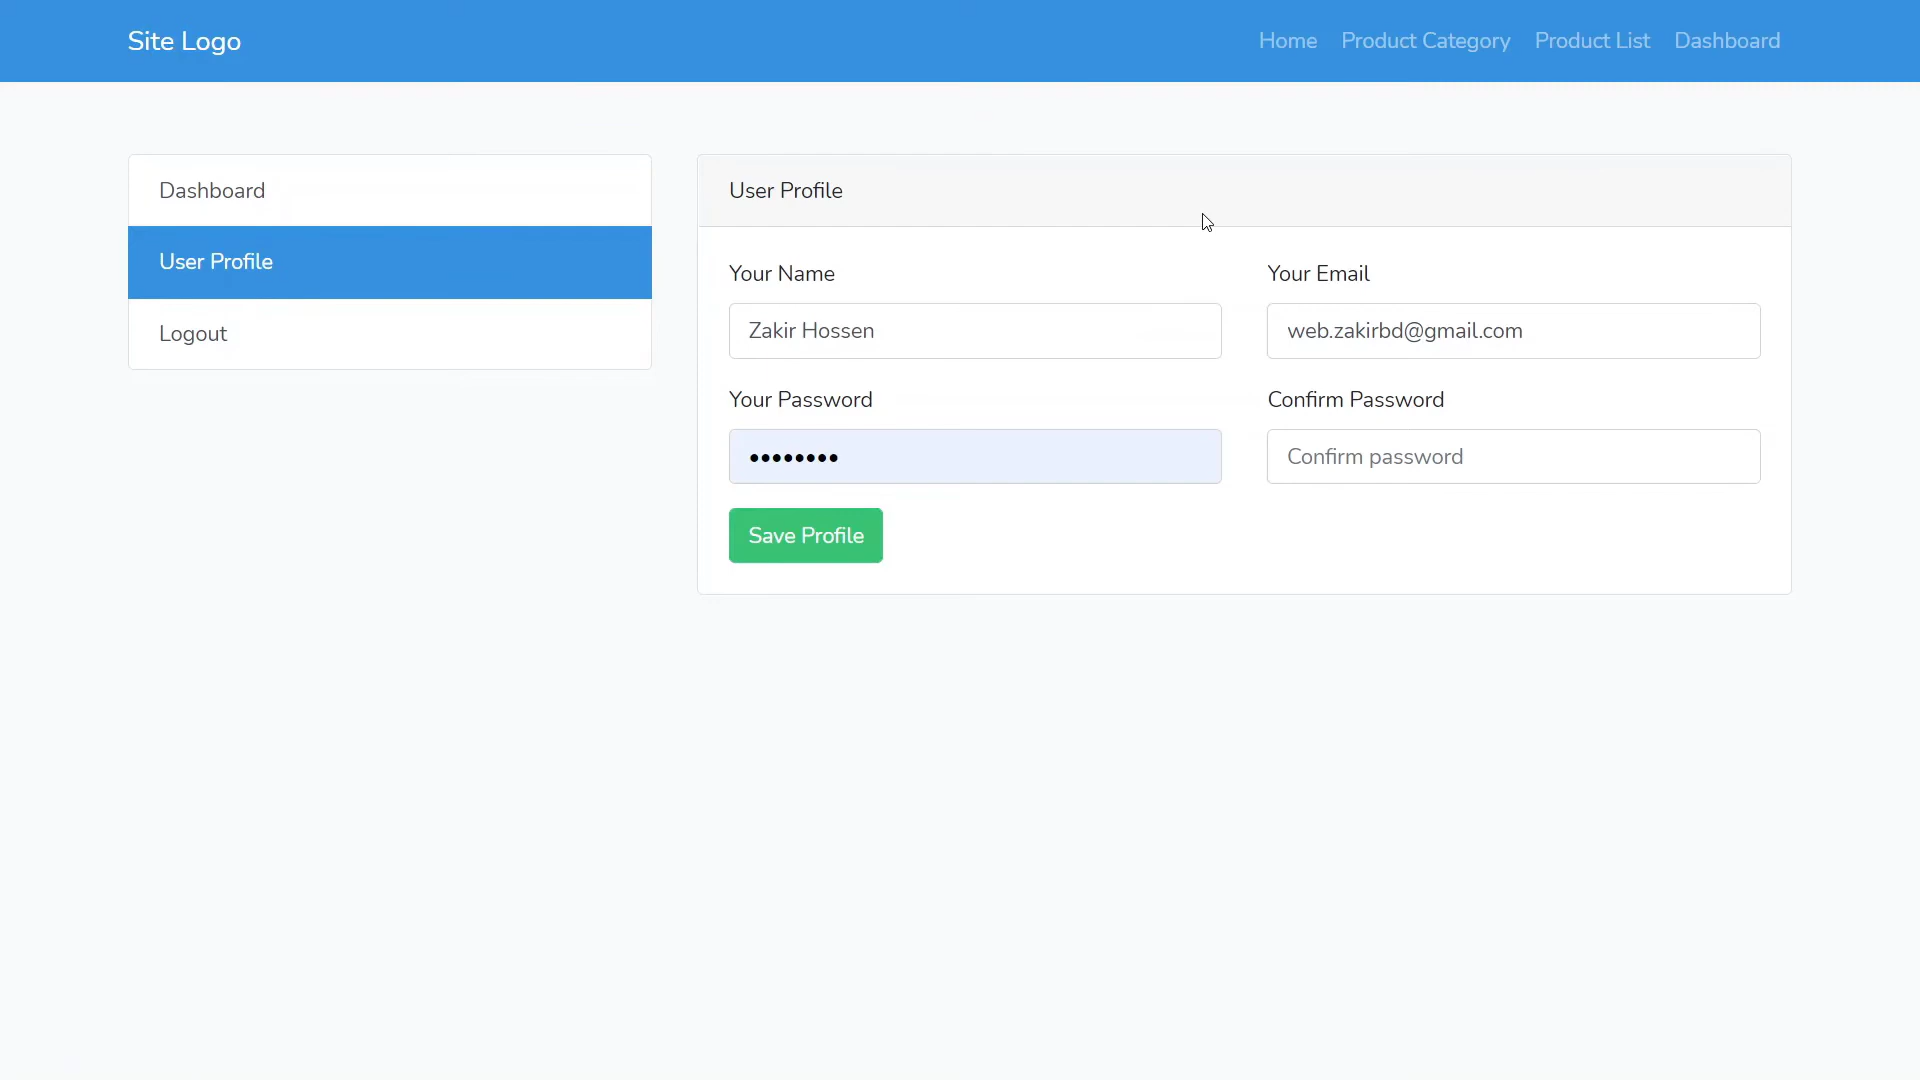 Site Logo
Home Product Category Product List Dashboard
Dashboard
User Profile
Logout
User Profile
Your Name
Zakir Hossen
Your Email
web.zakirbd@gmail.com
Your Password
••••••••
Confirm Password
Confirm password
Save Profile